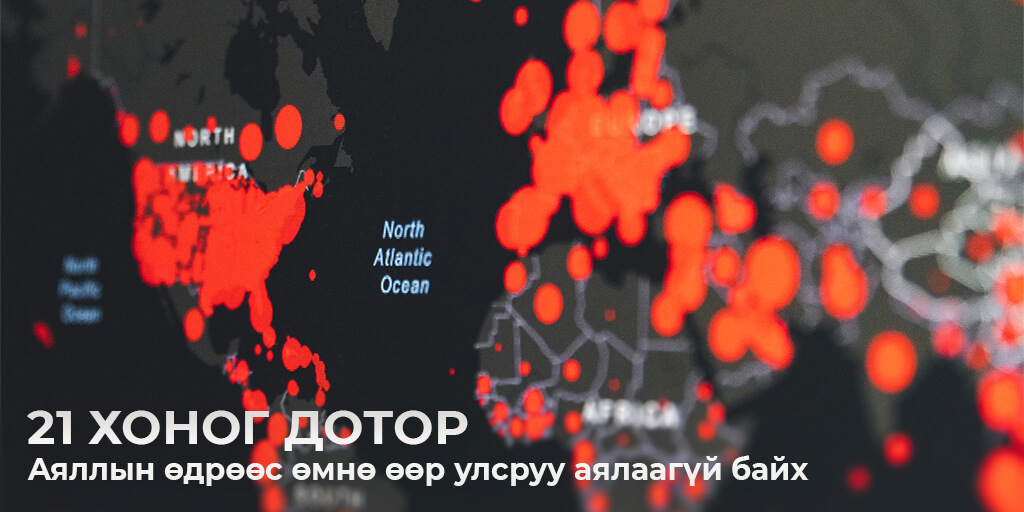 NORTH
AMERICA
EUROPE
North
Atlantic
Ocean
North
Pacific
Ocean
AFRICA
21 ХОНОГ ДОТОР
Аяллын өдрөөс өмнө өөр улсруу аялаагүй байх